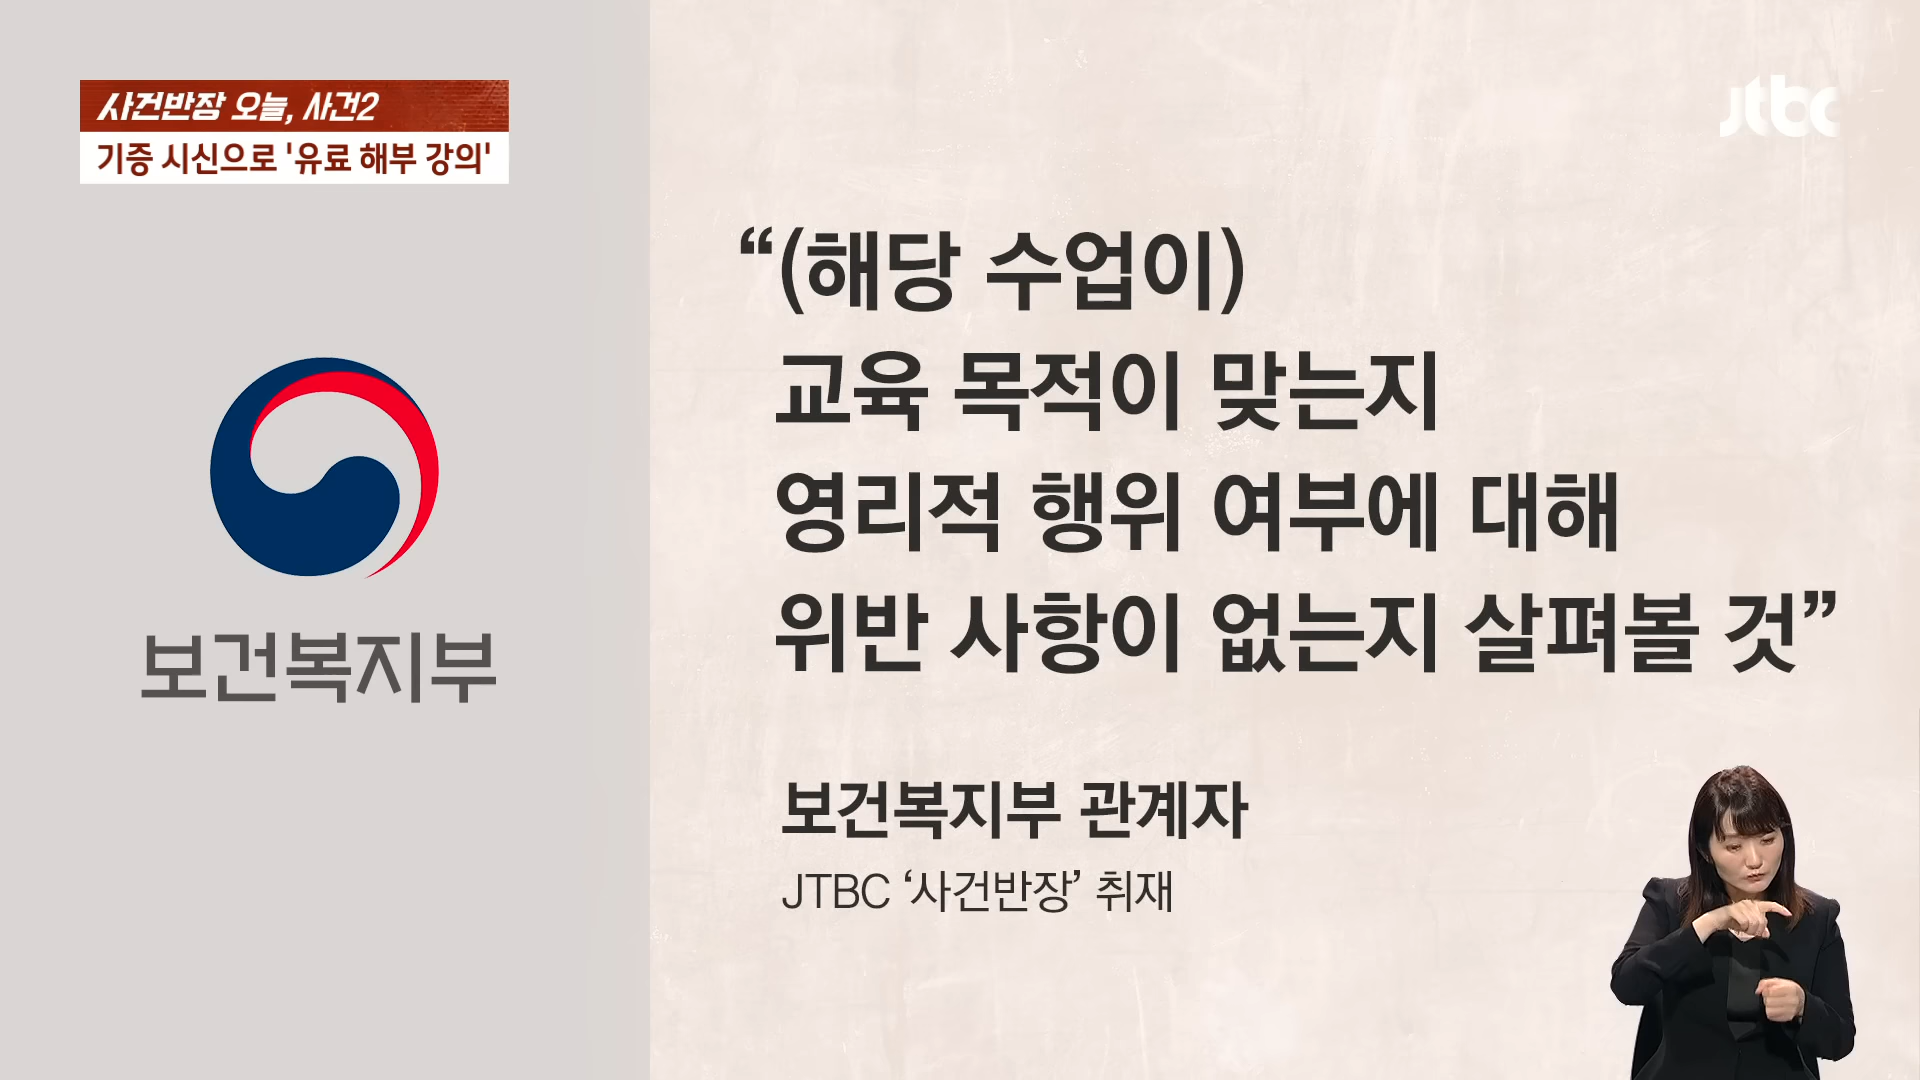 사건반장 오늘, 사건2
기증 시신으로 '유료 해부 강의'
jtbc
“(해당 수업이)
교육 목적이 맞는지
영리적 행위 여부에 대해
위반 사항이 없는지 살펴볼 것”
보건복지부
보건복지부 관계자
JTBC ‘사건반장’ 취재